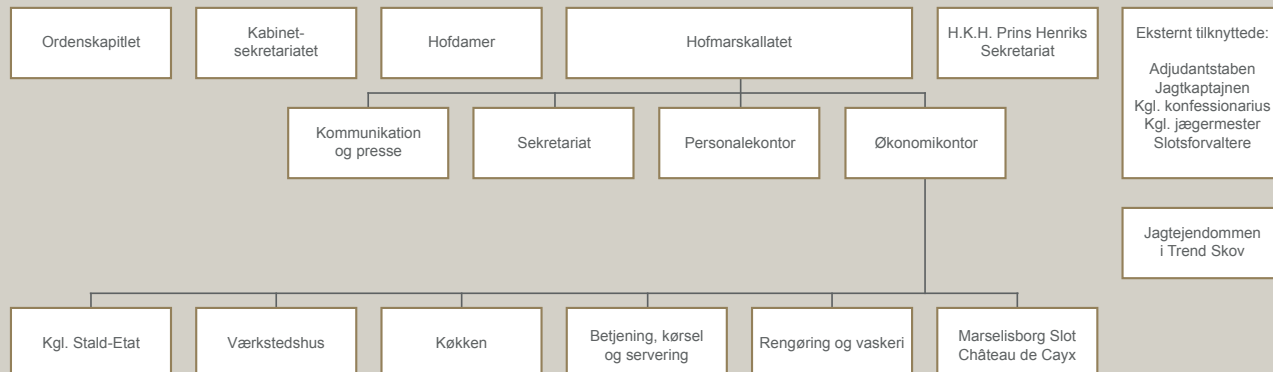 Ordenskapitlet
Kabinet-
sekretariatet
Hofdamer
Hofmarskallatet
H.K.H. Prins Henriks
Sekretariat
Eksternt tilknyttede:
Adjudantstaben
Jagtkaptajnen
Kgl. konfessionarius
Kgl. jægermester
Slotsforvaltere
Kommunikation
og presse
Sekretariat
Personalekontor
Økonomikontor
Jagtejendommen
i Trend Skov
Kgl. Stald-Etat
Værkstedshus
Køkken
Betjening, kørsel
og servering
Rengøring og vaskeri
Marselisborg Slot
Château de Cayx